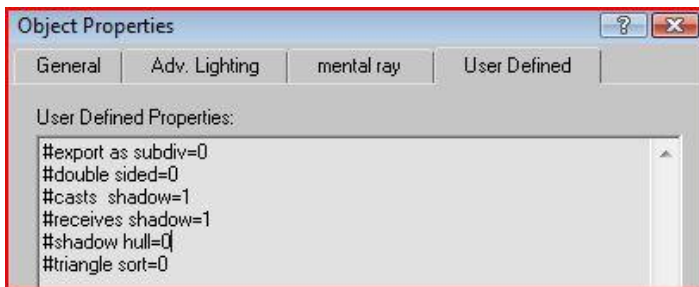 Object Properties
?
General Adv. Lighting mental ray User Defined
User Defined Properties:
#export as subdiv=0
#double sided=0
#casts  shadow=1
#receives shadow=1
#shadow hull=0
#triangle sort=0